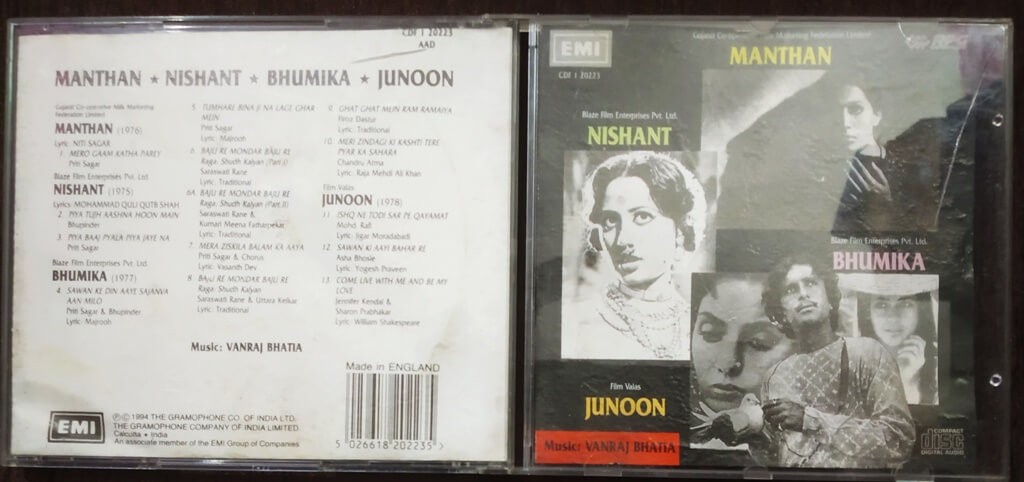 CDF 1 20223
AAD
MANTHAN ★ NISHANT ★ BHUMIKA ★ JUNOON
Gujarat Co-operative Milk Marketing
Federation Limited
MANTHAN (1976)
Lyric: NITI SAGAR
1. MERO GAAM KATHA PAREY
Priti Sagar
Blaze Film Enterprises Pvt. Ltd.
NISHANT (1975)
Lyrics: MOHAMMAD QULI QUTB SHAH
2. PIYA TUJH AASHNA HOON MAIN
Bhupinder
3. PIYA BAAJ PYALA PIYA JAYE NA
Priti Sagar
Blaze Film Enterprises Pvt. Ltd.
BHUMIKA (1977)
4. SAWAN KE DIN AAYE SAJANVA
AAN MILO
Priti Sagar & Bhupinder
Lyric: Majrooh
5. TUMHARE BINA JI NA LAGE GHAR
MEIN
Priti Sagar
Lyric: Majrooh
6. BAJU RE MONDAR BAJU RE
Raga: Shudh Kalyan (Part I)
Saraswati Rane
Lyric: Traditional
6A. BAJU RE MONDAR BAJU RE
Raga: Shudh Kalyan (Part II)
Saraswati Rane &
Kumari Meena Fatharpekar
Lyric: Traditional
7. MERA ZISKILA BALAM KA AAYA
Priti Sagar & Chorus
Lyric: Vasanth Dev
8. BAJU RE MONDAR BAJU RE
Raga: Shudh Kalyan
Saraswati Rane & Uttara Kelkar
Lyric: Traditional
9. GHAT GHAT MEIN RAM RAMAIYA
Firoz Dastur
Lyric: Traditional
10. MERI ZINDAGI KI KASHTI TERE
PYAR KA SAHARA
Chandru Atma
Lyric: Raja Mehdi Ali Khan
Film Valas
JUNOON (1978)
11. ISHQ NE TODI SAR PE QAYAMAT
Mohd. Rafi
Lyric: Jigar Moradabadi
12. SAWAN KI AAYI BAHAR RE
Asha Bhosle
Lyric: Yogesh Praveen
13. COME LIVE WITH ME AND BE MY
LOVE
Jennifer Kendal &
Sharon Prabhakar
Lyric: William Shakespeare
Music: VANRAJ BHATIA
Made in ENGLAND
5 026618 202235 >
EMI
℗© 1994 THE GRAMOPHONE CO. OF INDIA LTD.
THE GRAMOPHONE COMPANY OF INDIA LIMITED
Calcutta • India
An associate member of the EMI Group of Companies
EMI
CDF 1 20223
Gujarat Marketing Federation Limited
MANTHAN
Blaze Film Enterprises Pvt. Ltd.
NISHANT
Blaze Film Enterprises Pvt. Ltd.
BHUMIKA
Film Valas
JUNOON
Music: VANRAJ BHATIA
COMPACT
disc
DIGITAL AUDIO